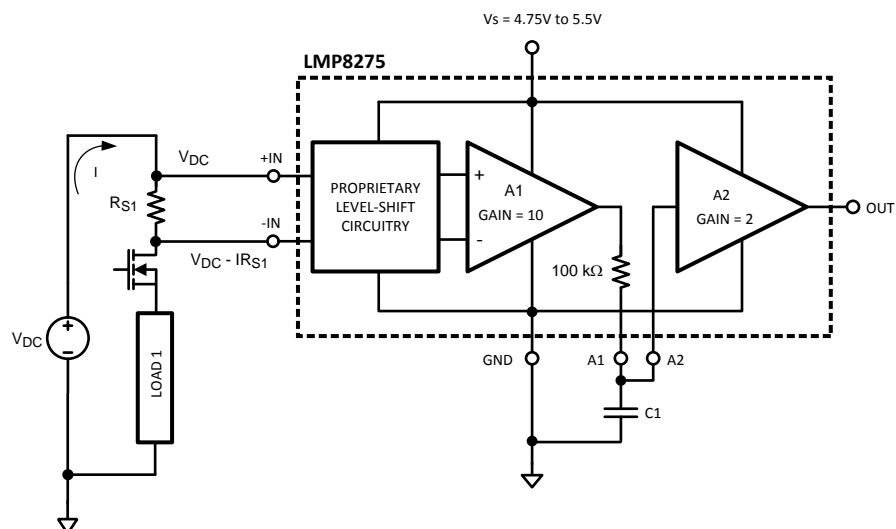 Vs = 4.75V to 5.5V
LMP8275
I
VDC
+IN
RS1
-IN
VDC - IRS1
PROPRIETARY
LEVEL-SHIFT
CIRCUITRY
+
A1
GAIN = 10
-
A2
GAIN = 2
OUT
100 kΩ
VDC
+
−
LOAD 1
GND
A1
A2
C1